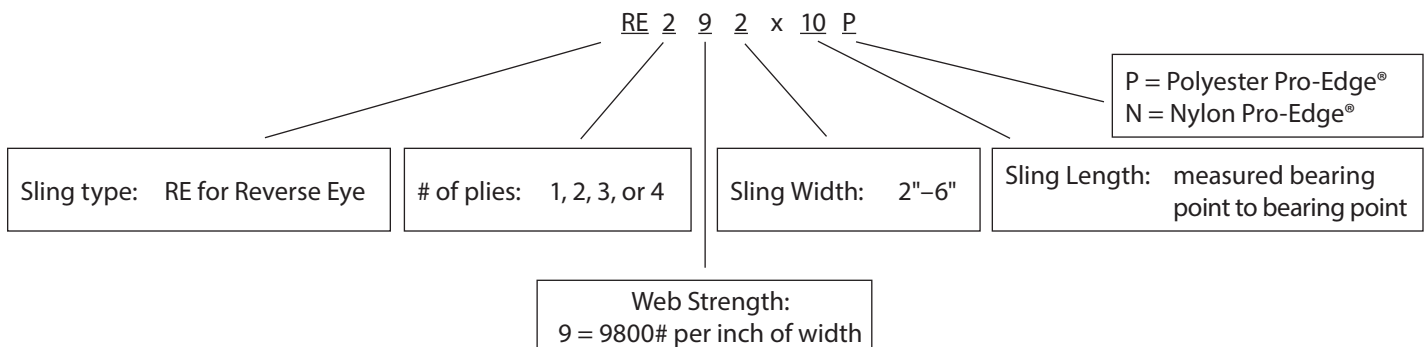 RE 2 9 2 x 10 P
P = Polyester Pro-Edge®
N = Nylon Pro-Edge®
Sling type: RE for Reverse Eye
# of plies: 1, 2, 3, or 4
Sling Width: 2"–6"
Sling Length: measured bearing
point to bearing point
Web Strength:
9 = 9800# per inch of width